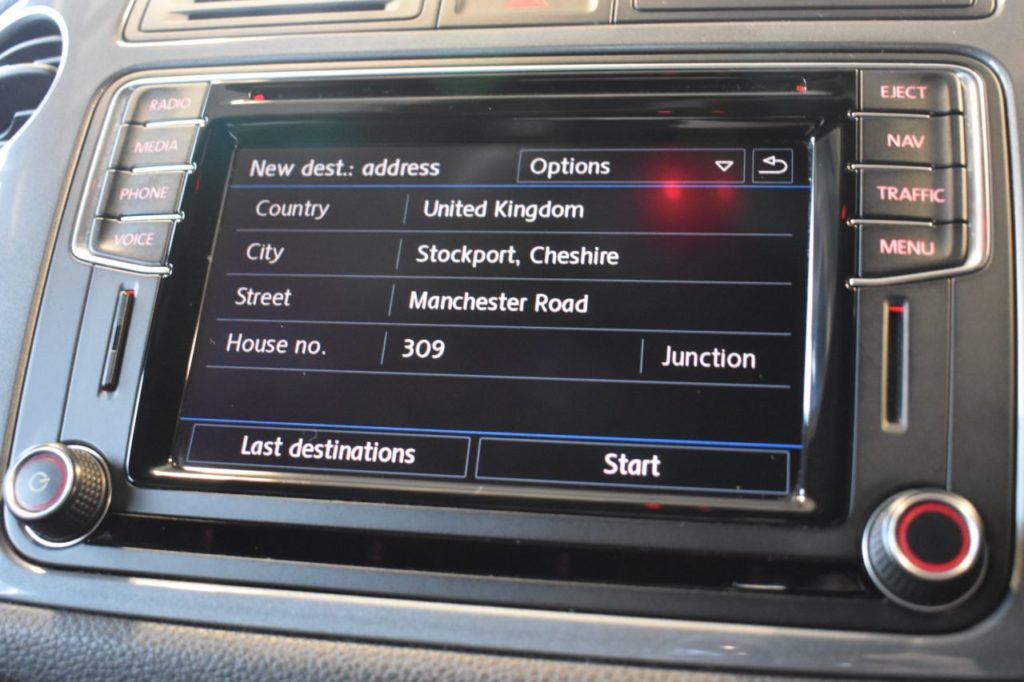 RADIO
MEDIA
PHONE
VOICE
New dest.: address Options
Country United Kingdom
City Stockport, Cheshire
Street Manchester Road
House no. 309 Junction
Last destinations Start
EJECT
NAV
TRAFFIC
MENU